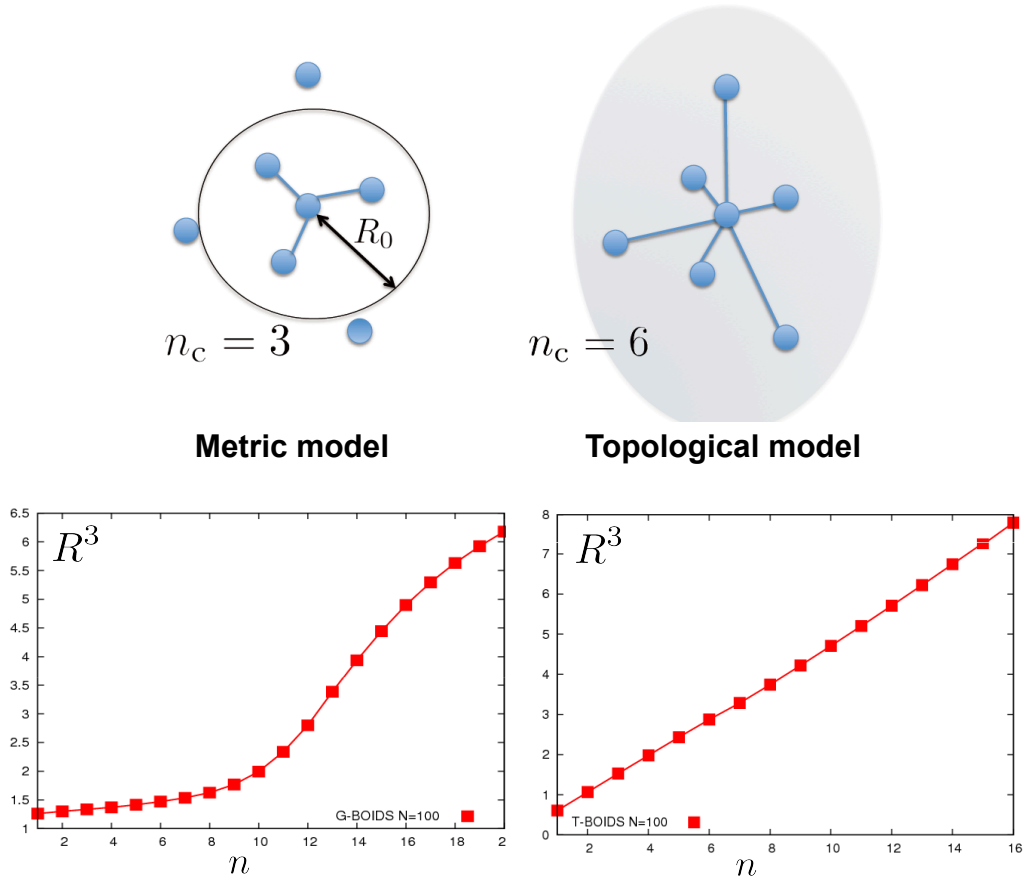 R₀
n_c = 3
n_c = 6
Metric model
Topological model
6.5
6
5.5
5
4.5
4
3.5
3
2.5
2
1.5
1
R³
G-BOIDS N=100
2 4 6 8 10 12 14 16 18 2
n
8
7
6
5
4
3
2
1
0
R³
T-BOIDS N=100
2 4 6 8 10 12 14 16
n